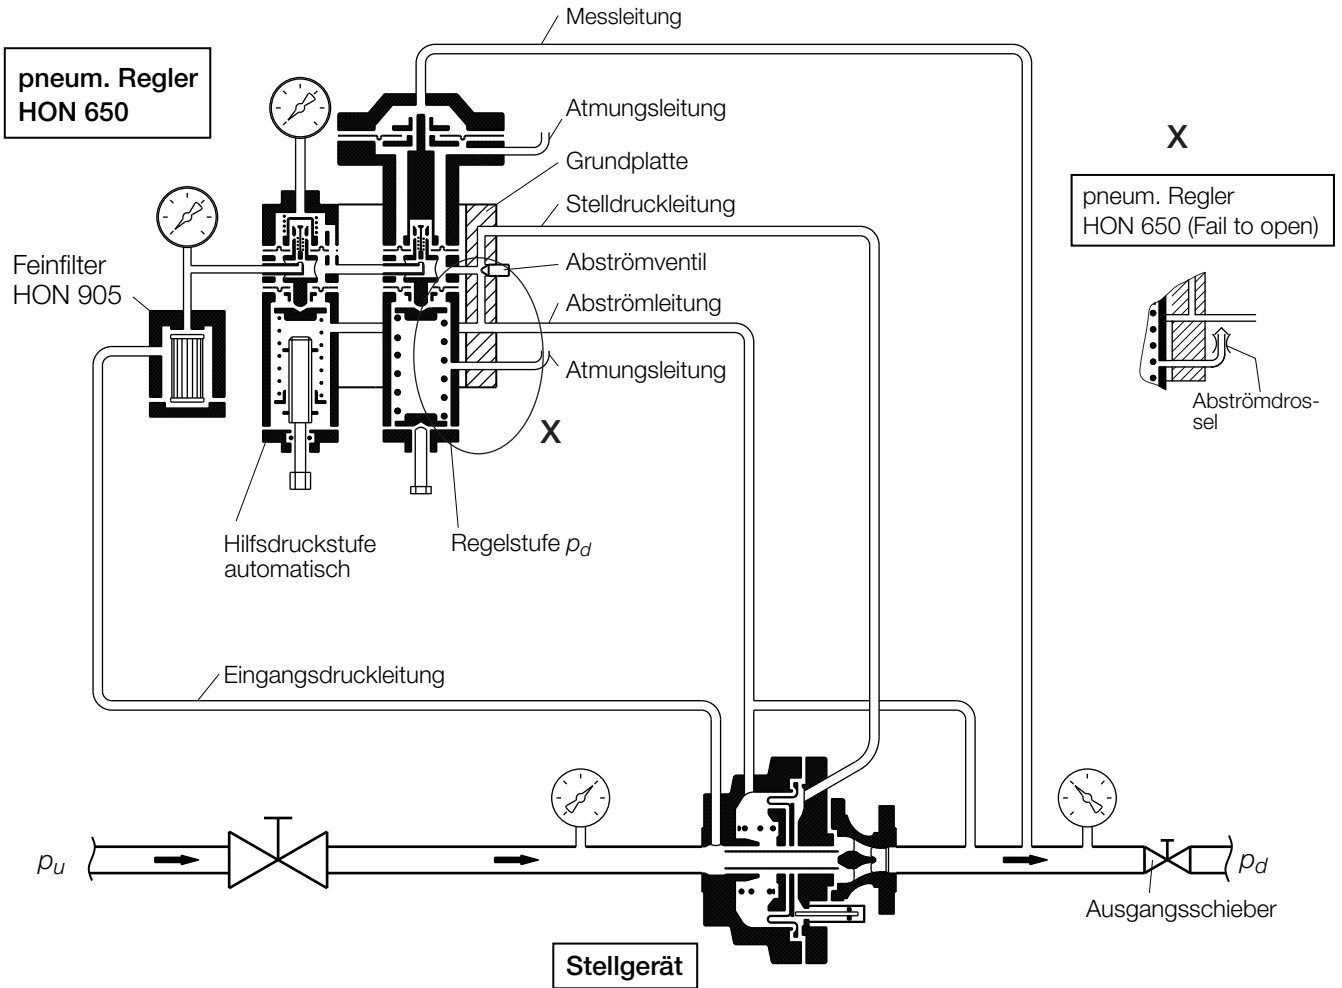 Messleitung
pneum. Regler
HON 650
Atmungsleitung
Grundplatte
Stelldruckleitung
Abströmventil
Abströmleitung
Atmungsleitung
Feinfilter
HON 905
X
X
pneum. Regler
HON 650 (Fail to open)
Abströmdros-
sel
Hilfsdruckstufe
automatisch
Regelstufe pd
Eingangsdruckleitung
pu
pd
Ausgangsschieber
Stellgerät